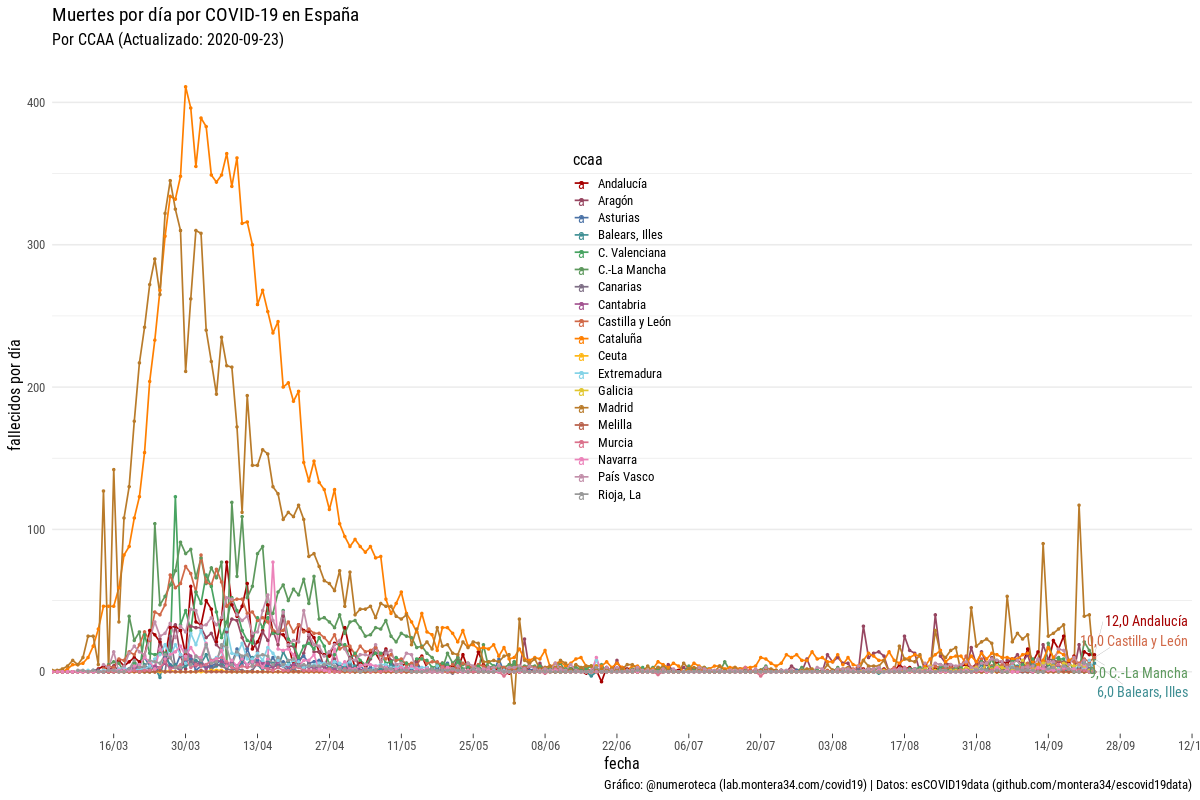 Muertes por día por COVID-19 en España
Por CCAA (Actualizado: 2020-09-23)
fallecidos por día
400
300
200
100
0
ccaa
Andalucía
Aragón
Asturias
Balears, Illes
C. Valenciana
C.-La Mancha
Canarias
Cantabria
Castilla y León
Cataluña
Ceuta
Extremadura
Galicia
Madrid
Melilla
Murcia
Navarra
País Vasco
Rioja, La
12,0 Andalucía
10,0 Castilla y León
9,0 C.-La Mancha
6,0 Balears, Illes
16/03 30/03 13/04 27/04 11/05 25/05 08/06 22/06 06/07 20/07 03/08 17/08 31/08 14/09 28/09 12/1
fecha
Gráfico: @numeroteca (lab.montera34.com/covid19) | Datos: esCOVID19data (github.com/montera34/escovid19data)